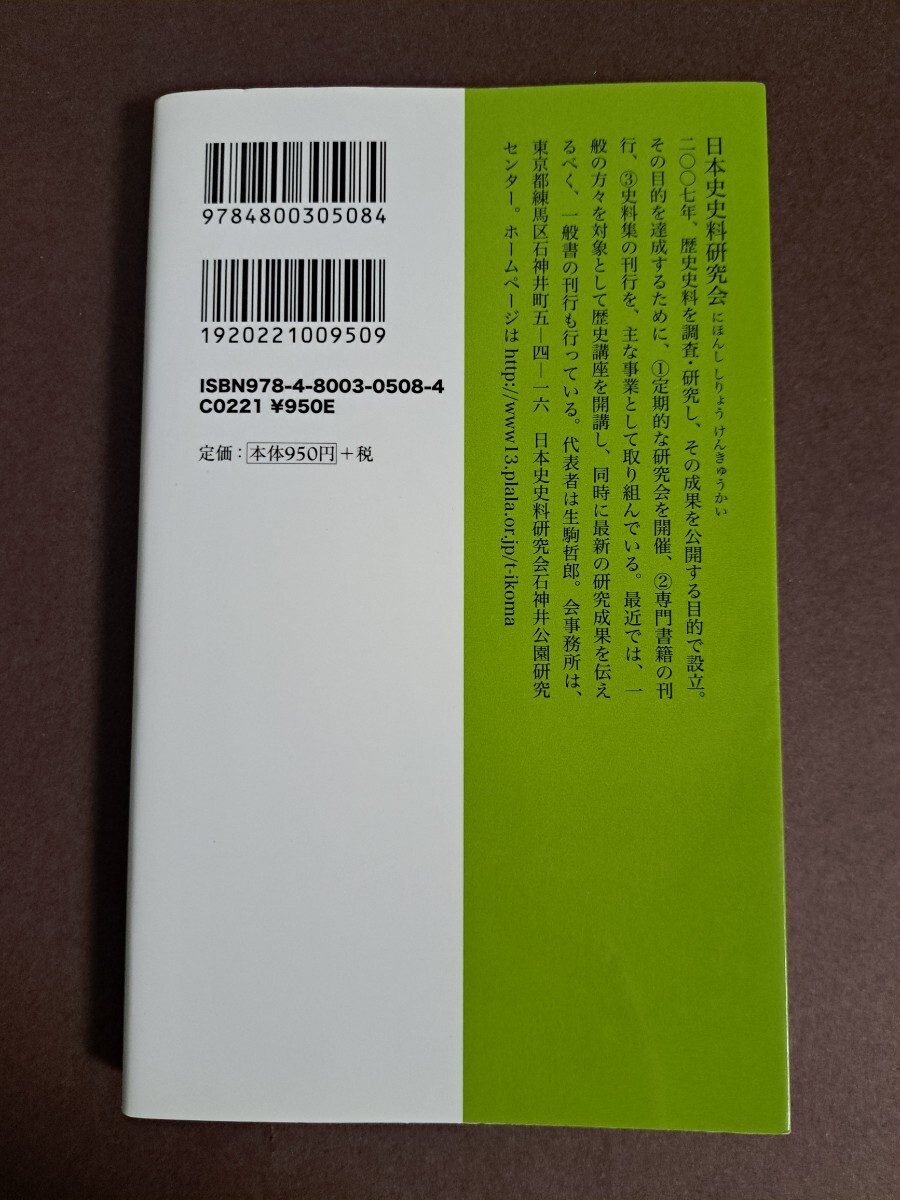 日本史史料研究会 にほんし しりょう けんきゅうかい
二〇〇七年、歴史史料を調査・研究し、その成果を公開する目的で設立。
その目的を達成するために、①定期的な研究会を開催、②専門書籍の刊
行、③史料集の刊行を、主な事業として取り組んでいる。最近では、一
般の方々を対象として歴史講座を開講し、同時に最新の研究成果を伝え
るべく、一般書の刊行も行っている。代表者は生駒哲郎。会事務所は、
東京都練馬区石神井町五―四―一六 日本史史料研究会石神井公園研究
センター。ホームページは http://www13.plala.or.jp/t-ikoma
9784800305084
1920221009509
ISBN978-4-8003-0508-4
C0221 ¥950E
定価：本体950円＋税